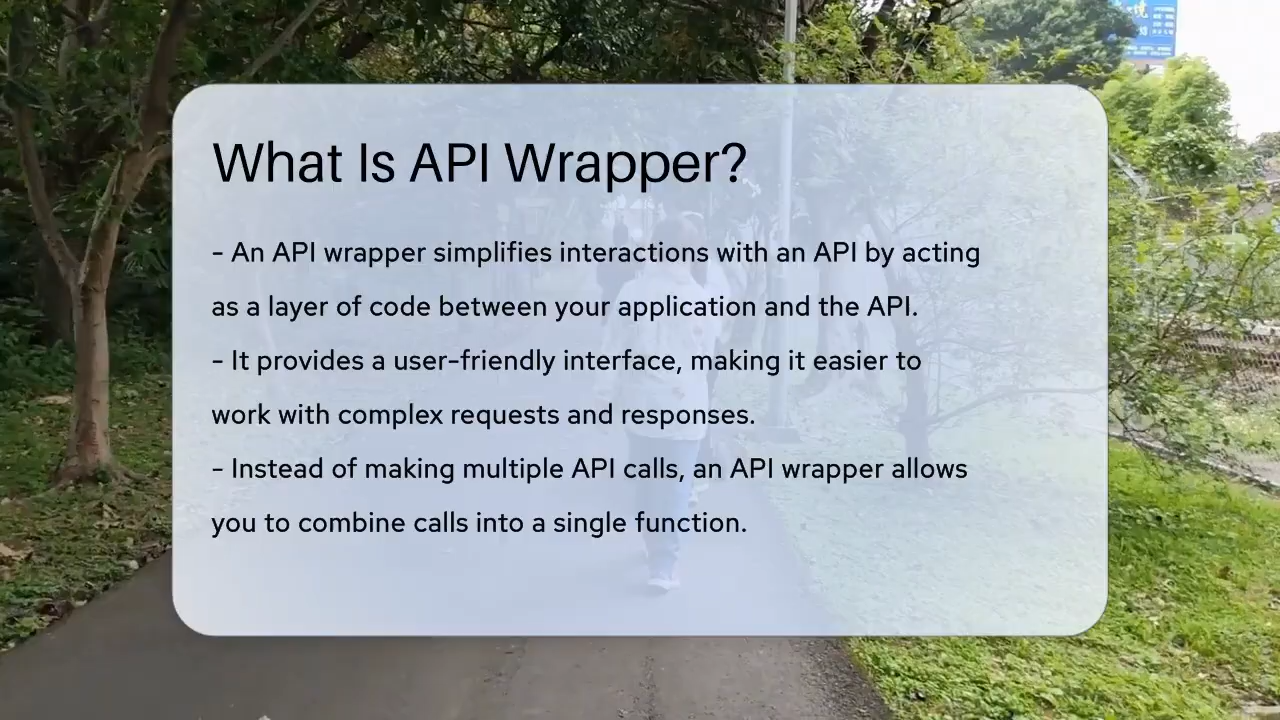 What Is API Wrapper?
- An API wrapper simplifies interactions with an API by acting
as a layer of code between your application and the API.
- It provides a user-friendly interface, making it easier to
work with complex requests and responses.
- Instead of making multiple API calls, an API wrapper allows
you to combine calls into a single function.